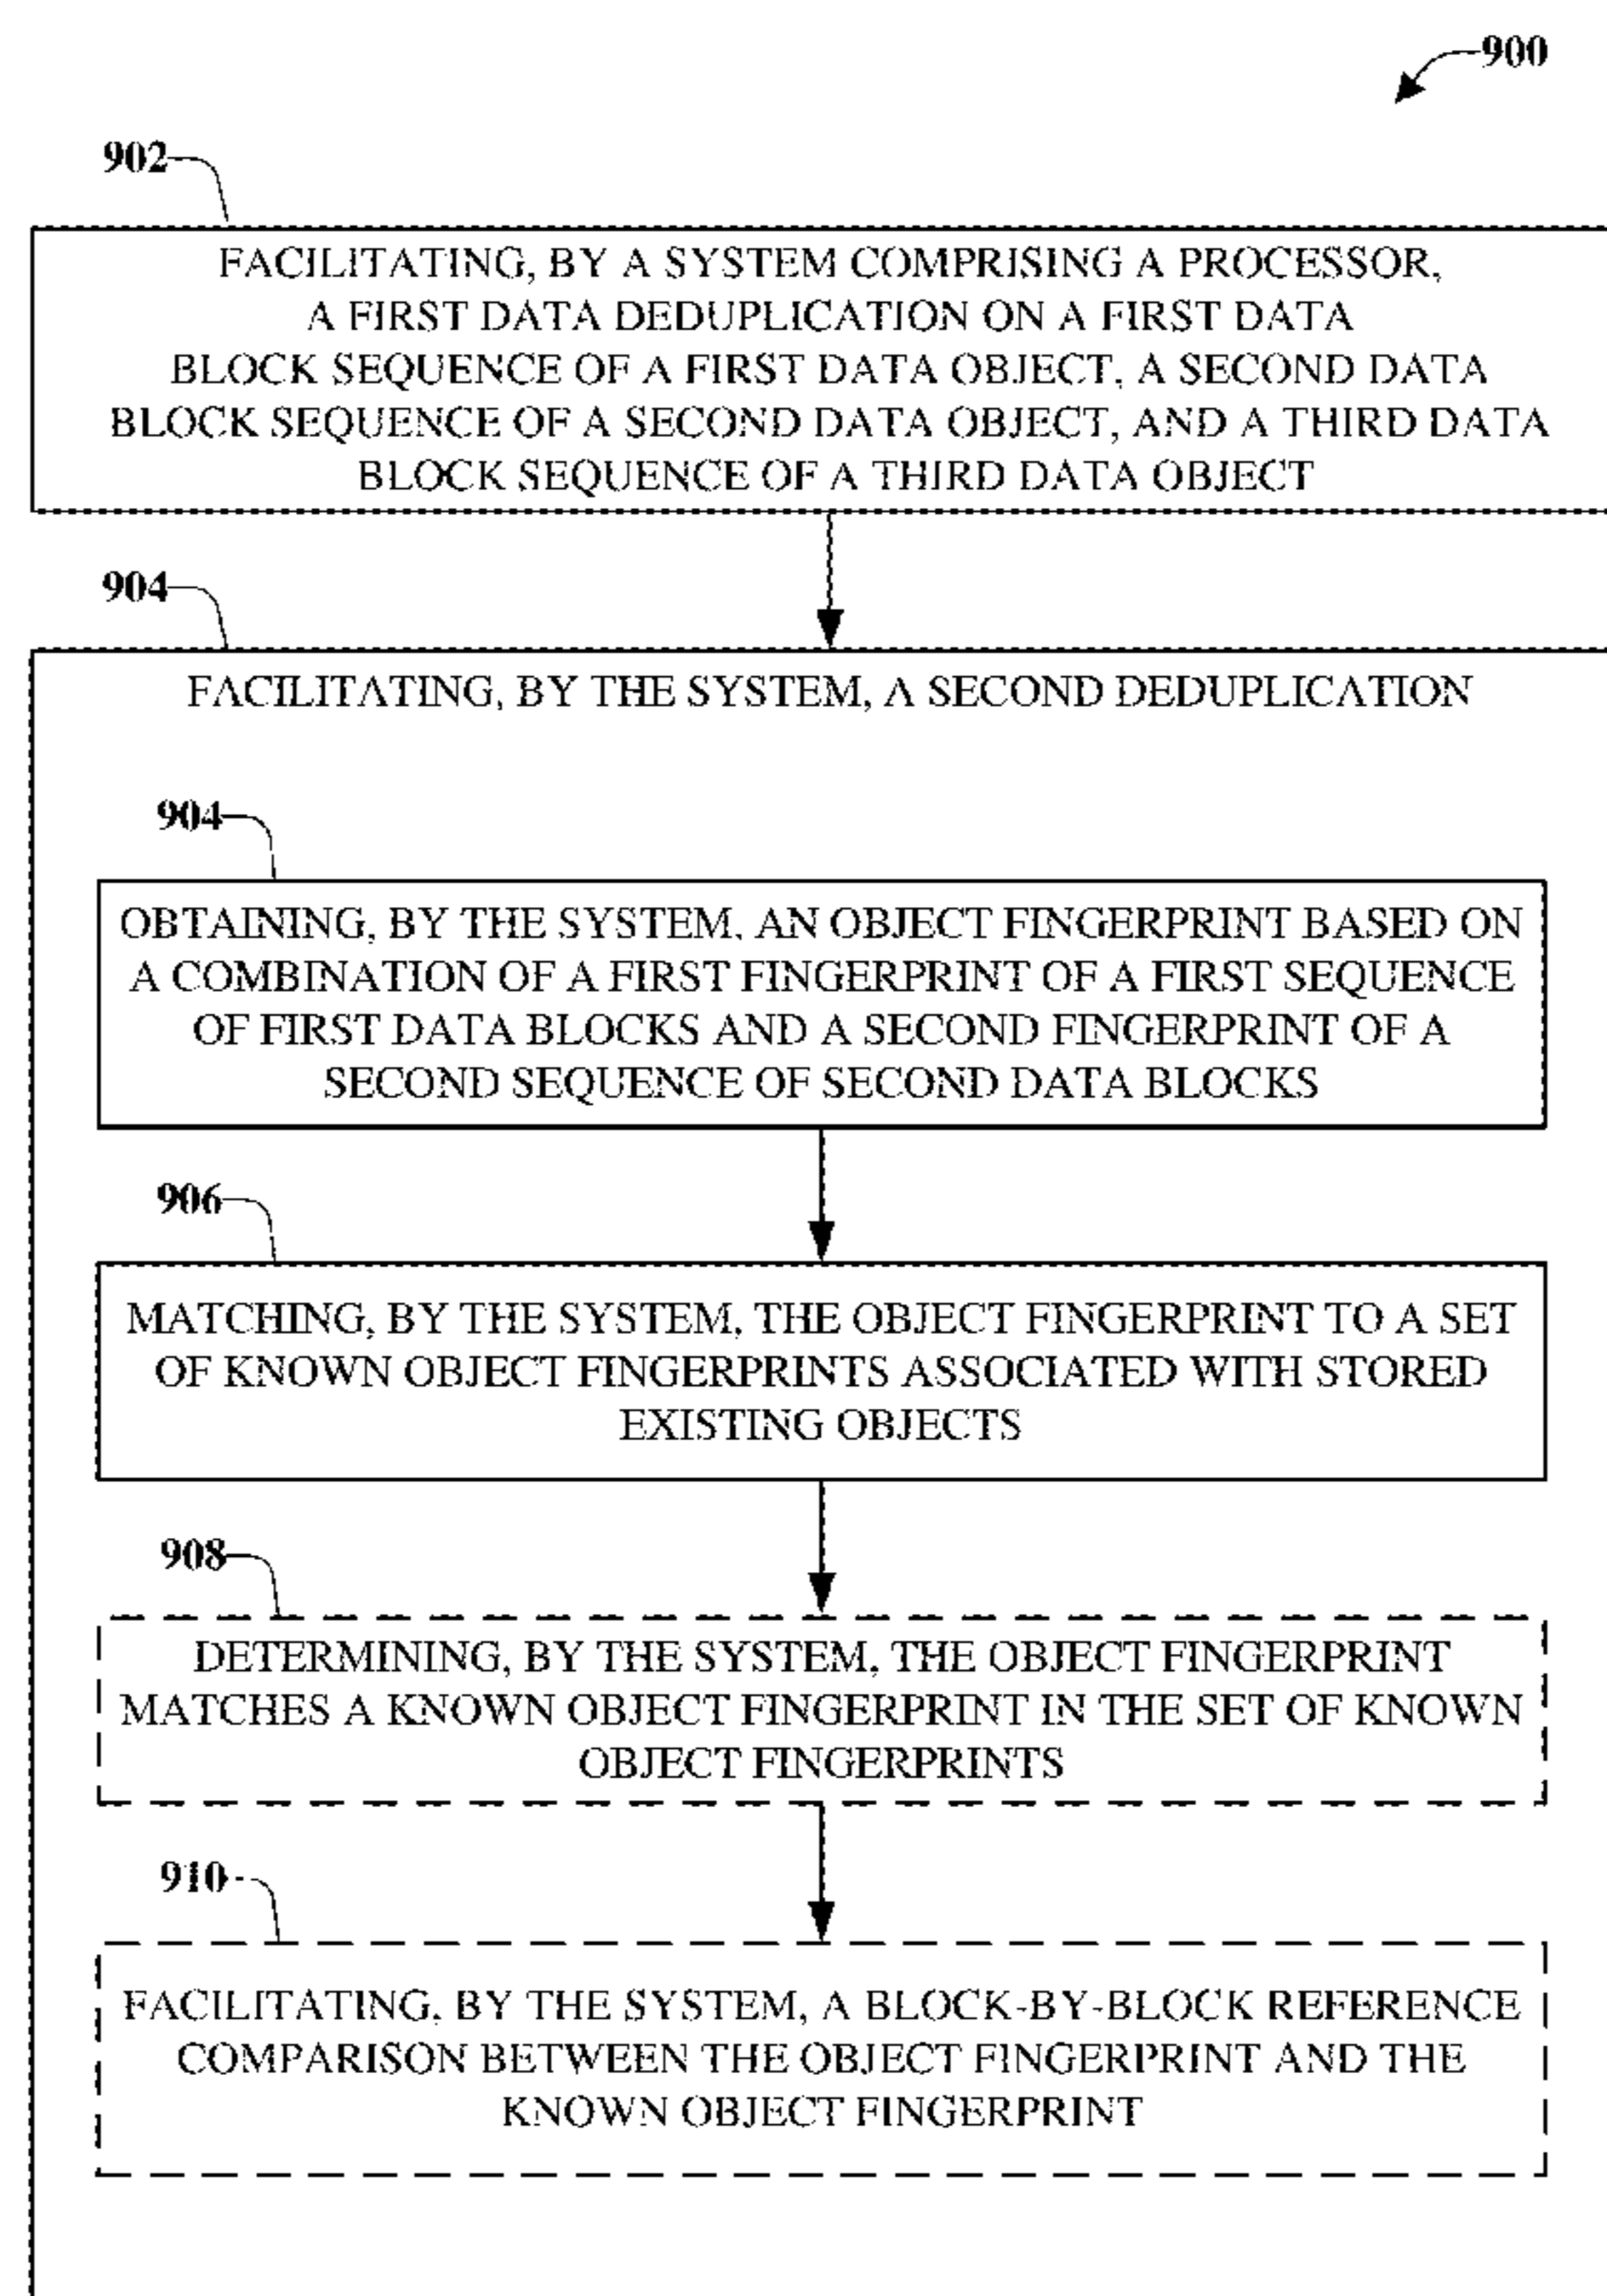 900
902
FACILITATING, BY A SYSTEM COMPRISING A PROCESSOR,
A FIRST DATA DEDUPLICATION ON A FIRST DATA
BLOCK SEQUENCE OF A FIRST DATA OBJECT, A SECOND DATA
BLOCK SEQUENCE OF A SECOND DATA OBJECT, AND A THIRD DATA
BLOCK SEQUENCE OF A THIRD DATA OBJECT
904
FACILITATING, BY THE SYSTEM, A SECOND DEDUPLICATION
904
OBTAINING, BY THE SYSTEM, AN OBJECT FINGERPRINT BASED ON
A COMBINATION OF A FIRST FINGERPRINT OF A FIRST SEQUENCE
OF FIRST DATA BLOCKS AND A SECOND FINGERPRINT OF A
SECOND SEQUENCE OF SECOND DATA BLOCKS
906
MATCHING, BY THE SYSTEM, THE OBJECT FINGERPRINT TO A SET
OF KNOWN OBJECT FINGERPRINTS ASSOCIATED WITH STORED
EXISTING OBJECTS
908
DETERMINING, BY THE SYSTEM, THE OBJECT FINGERPRINT
MATCHES A KNOWN OBJECT FINGERPRINT IN THE SET OF KNOWN
OBJECT FINGERPRINTS
910
FACILITATING, BY THE SYSTEM, A BLOCK-BY-BLOCK REFERENCE
COMPARISON BETWEEN THE OBJECT FINGERPRINT AND THE
KNOWN OBJECT FINGERPRINT